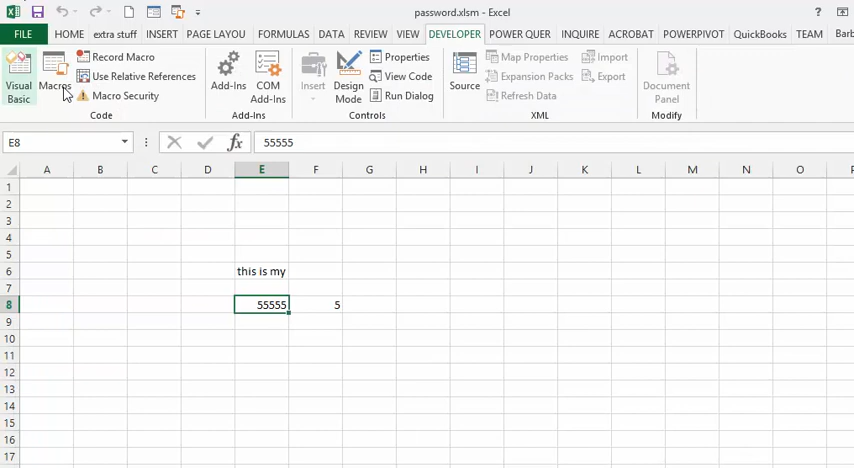 password.xlsm - Excel
?
FILE HOME extra stuff INSERT PAGE LAYOU FORMULAS DATA REVIEW VIEW DEVELOPER POWER QUER INQUIRE ACROBAT POWERPIVOT QuickBooks TEAM Barb
Visual Basic
Macros
Record Macro
Use Relative References
Macro Security
Code
Add-Ins
COM Add-Ins
Add-Ins
Insert
Design Mode
Properties
View Code
Run Dialog
Controls
Source
Map Properties
Expansion Packs
Refresh Data
Import
Export
XML
Document Panel
Modify
E8 fx 55555
A B C D E F G H I J K L M N O P
1
2
3
4
5
6 this is my
7
8 55555 5
9
10
11
12
13
14
15
16
17